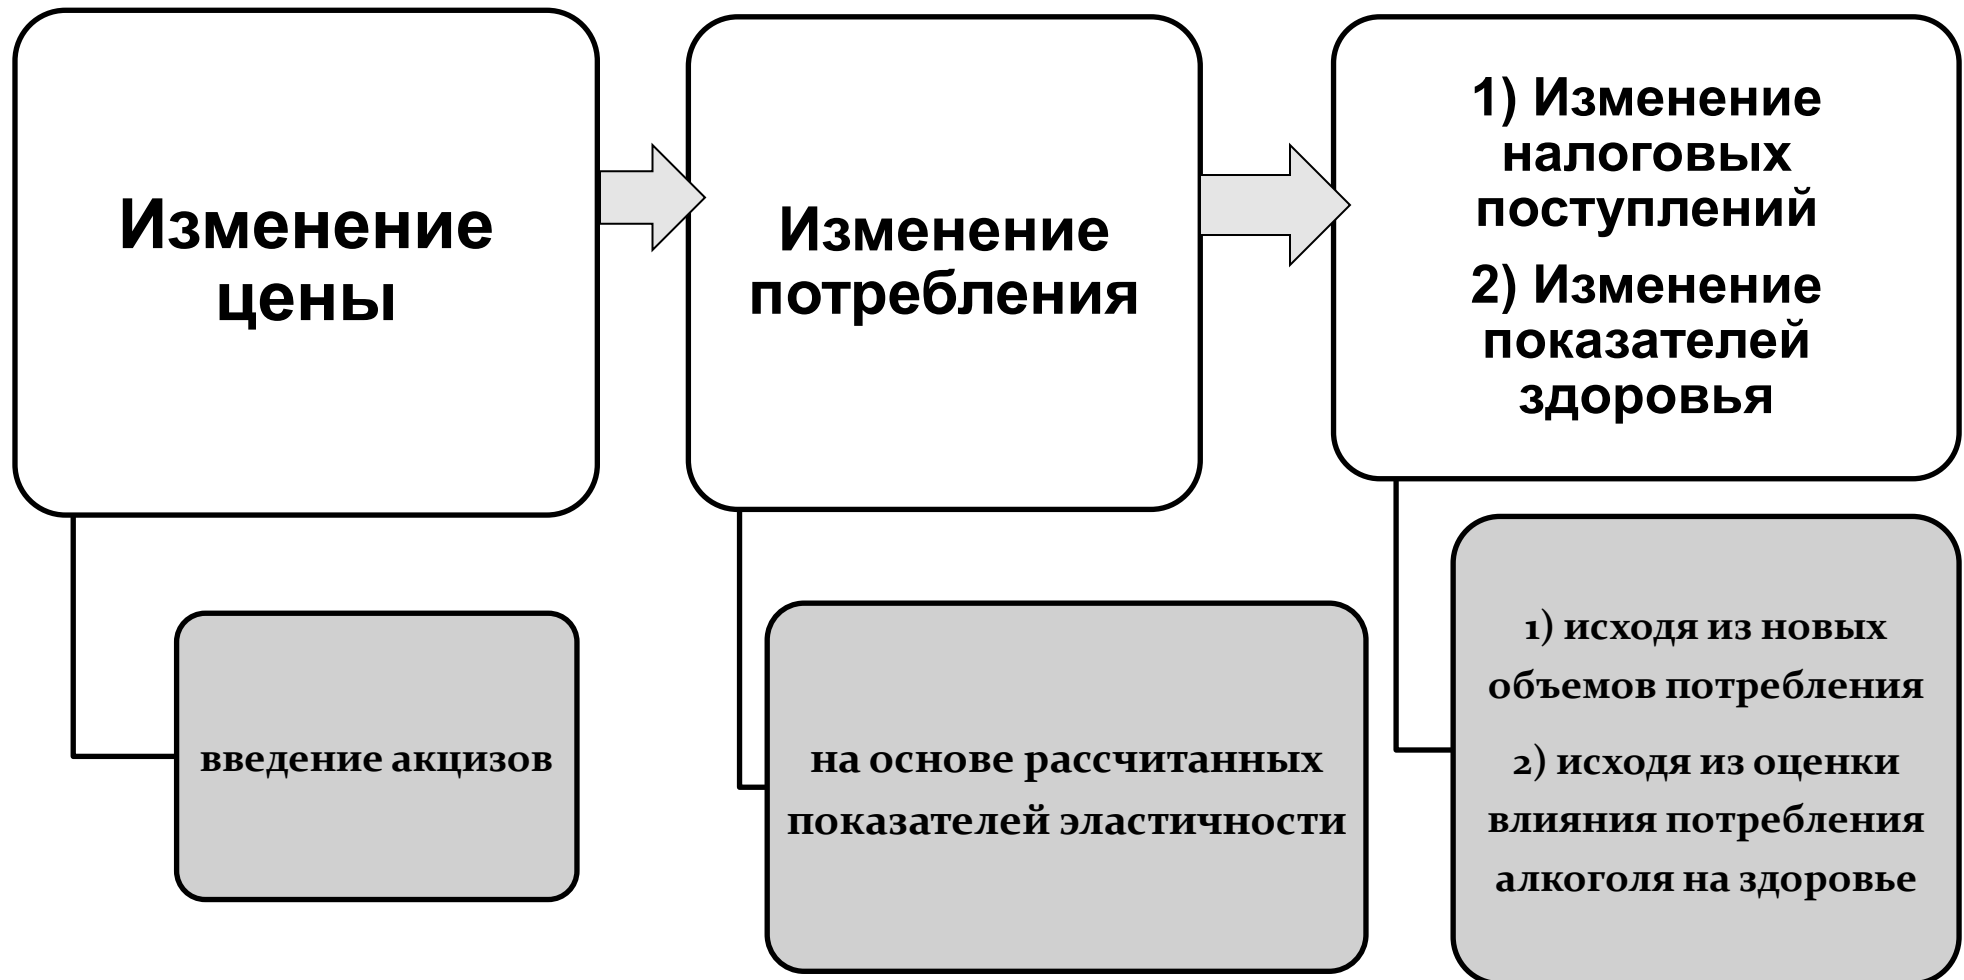 Изменение
цены
Изменение
потребления
1) Изменение
налоговых
поступлений
2) Изменение
показателей
здоровья
введение акцизов
на основе рассчитанных
показателей эластичности
1) исходя из новых
объемов потребления
2) исходя из оценки
влияния потребления
алкоголя на здоровье